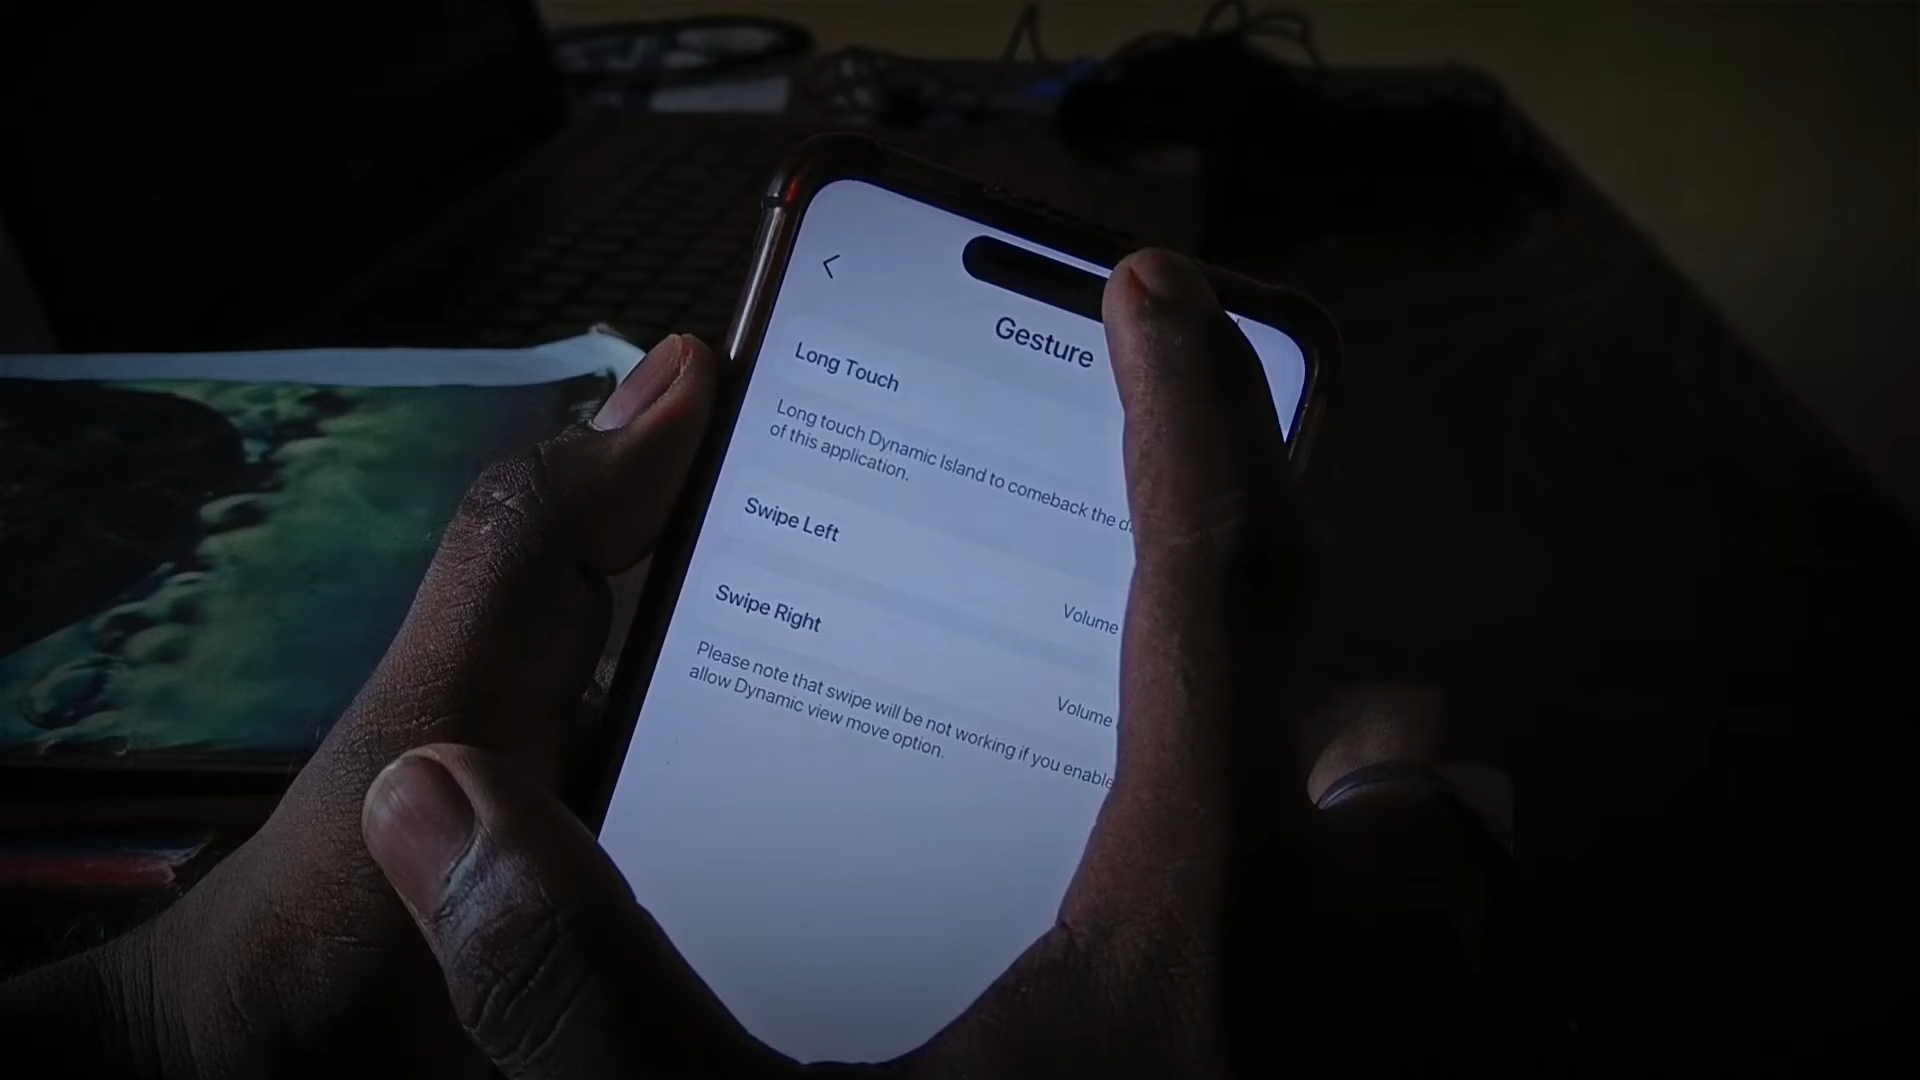 Gesture
Long Touch
Long touch Dynamic Island to comeback the
of this application.
Swipe Left
Volume
Swipe Right
Volume
Please note that swipe will be not working if you enable
allow Dynamic view move option.